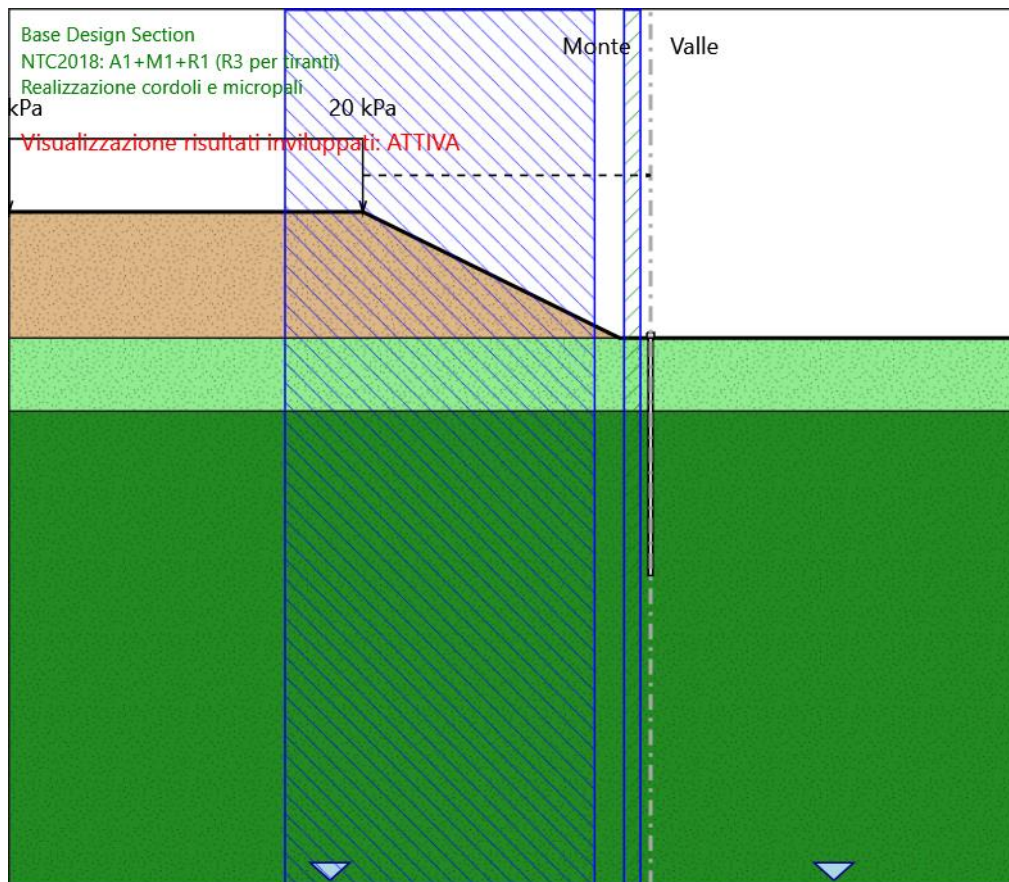 Monte Valle
Base Design Section
NTC2018: A1+M1+R1 (R3 per tiranti)
Realizzazione cordoli e micropali
kPa 20 kPa
Visualizzazione risultati inviluppati: ATTIVA